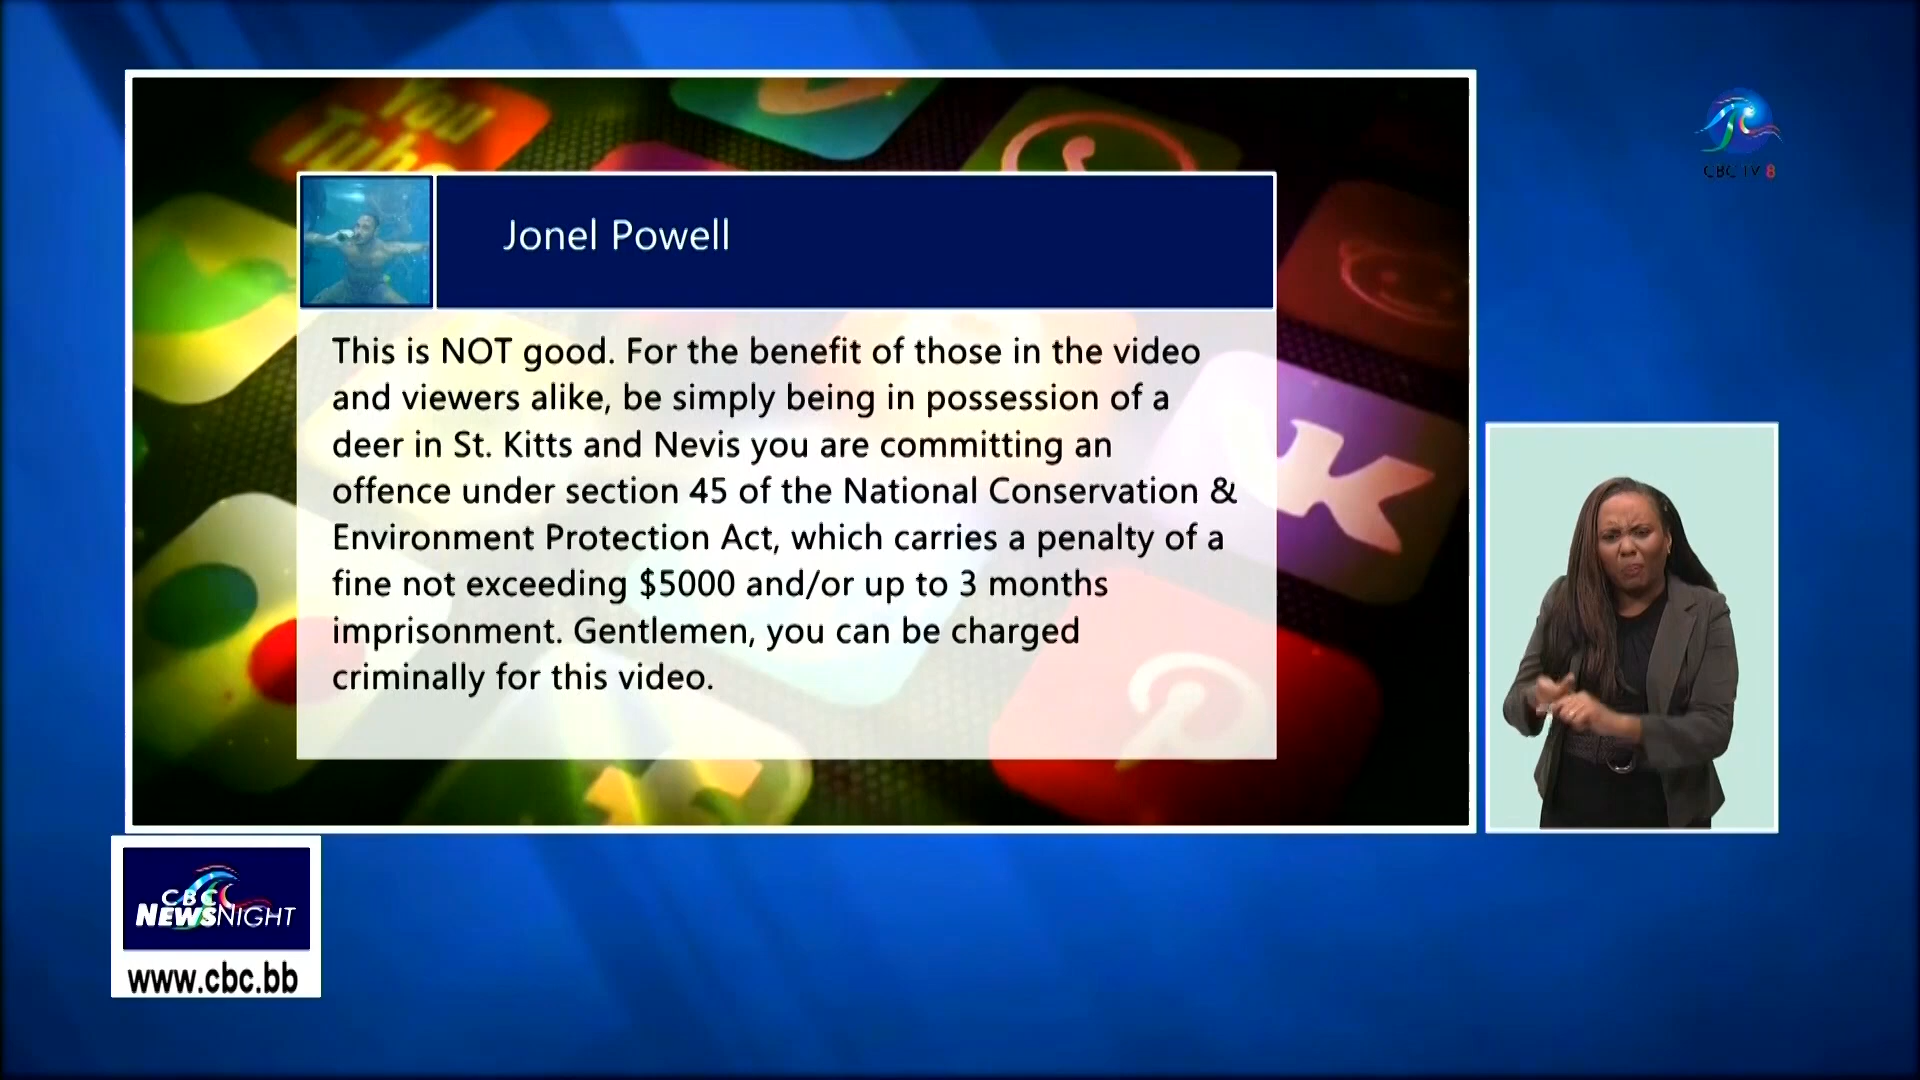 You
Tube
CBC TV 8
Jonel Powell
This is NOT good. For the benefit of those in the video
and viewers alike, be simply being in possession of a
deer in St. Kitts and Nevis you are committing an
offence under section 45 of the National Conservation &
Environment Protection Act, which carries a penalty of a
fine not exceeding $5000 and/or up to 3 months
imprisonment. Gentlemen, you can be charged
criminally for this video.
CBC
NEWSNIGHT
www.cbc.bb